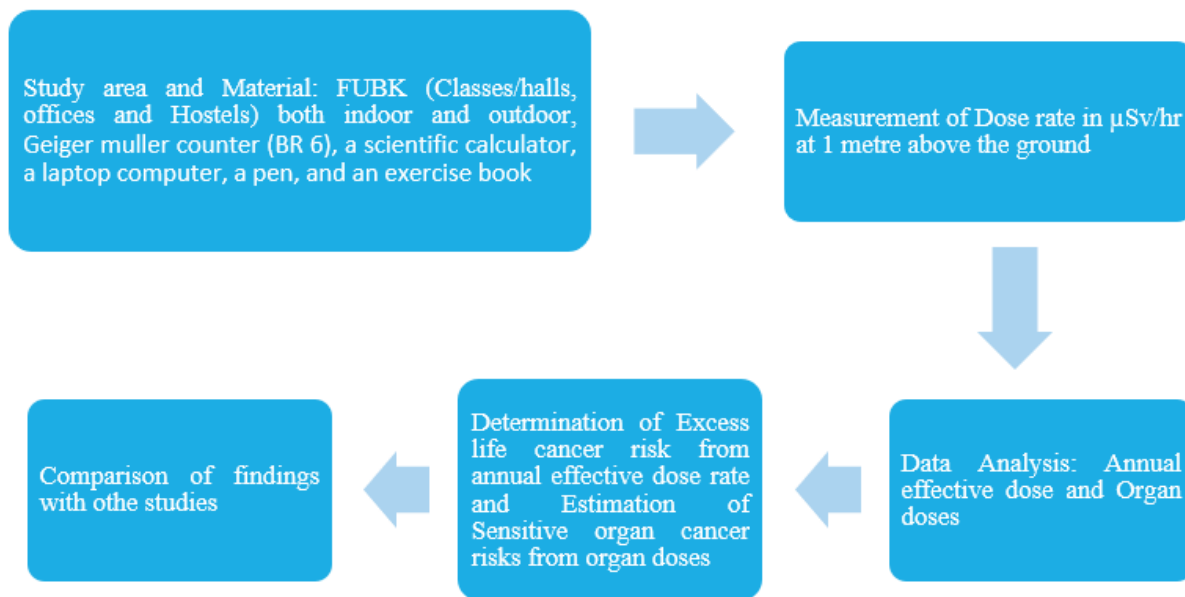 Study area and Material: FUBK (Classes/halls,
offices and Hostels) both indoor and outdoor,
Geiger muller counter (BR 6), a scientific calculator,
a laptop computer, a pen, and an exercise book
Measurement of Dose rate in µSv/hr
at 1 metre above the ground
Data Analysis: Annual
effective dose and Organ
doses
Determination of Excess
life cancer risk from
annual effective dose rate
and Estimation of
Sensitive organ cancer
risks from organ doses
Comparison of findings
with othe studies